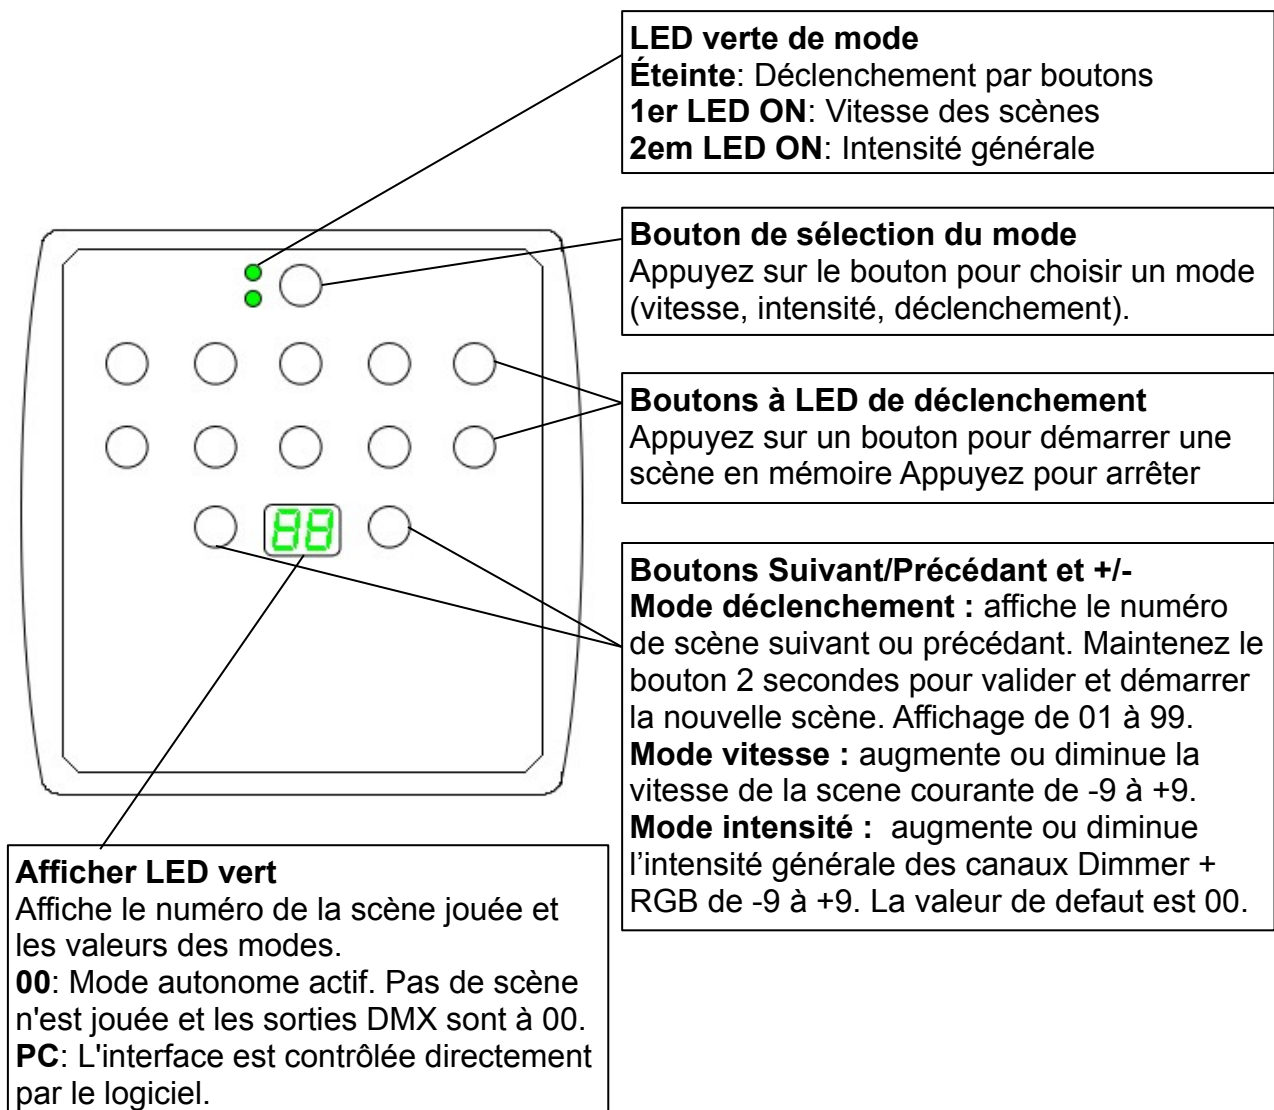 LED verte de mode
Éteinte: Déclenchement par boutons
1er LED ON: Vitesse des scènes
2em LED ON: Intensité générale
Bouton de sélection du mode
Appuyez sur le bouton pour choisir un mode
(vitesse, intensité, déclenchement).
Boutons à LED de déclenchement
Appuyez sur un bouton pour démarrer une
scène en mémoire Appuyez pour arrêter
88
Boutons Suivant/Précédant et +/-
Mode déclenchement : affiche le numéro
de scène suivant ou précédant. Maintenez le
bouton 2 secondes pour valider et démarrer
la nouvelle scène. Affichage de 01 à 99.
Mode vitesse : augmente ou diminue la
vitesse de la scene courante de -9 à +9.
Mode intensité : augmente ou diminue
l’intensité générale des canaux Dimmer +
RGB de -9 à +9. La valeur de defaut est 00.
Afficher LED vert
Affiche le numéro de la scène jouée et
les valeurs des modes.
00: Mode autonome actif. Pas de scène
n'est jouée et les sorties DMX sont à 00.
PC: L'interface est contrôlée directement
par le logiciel.